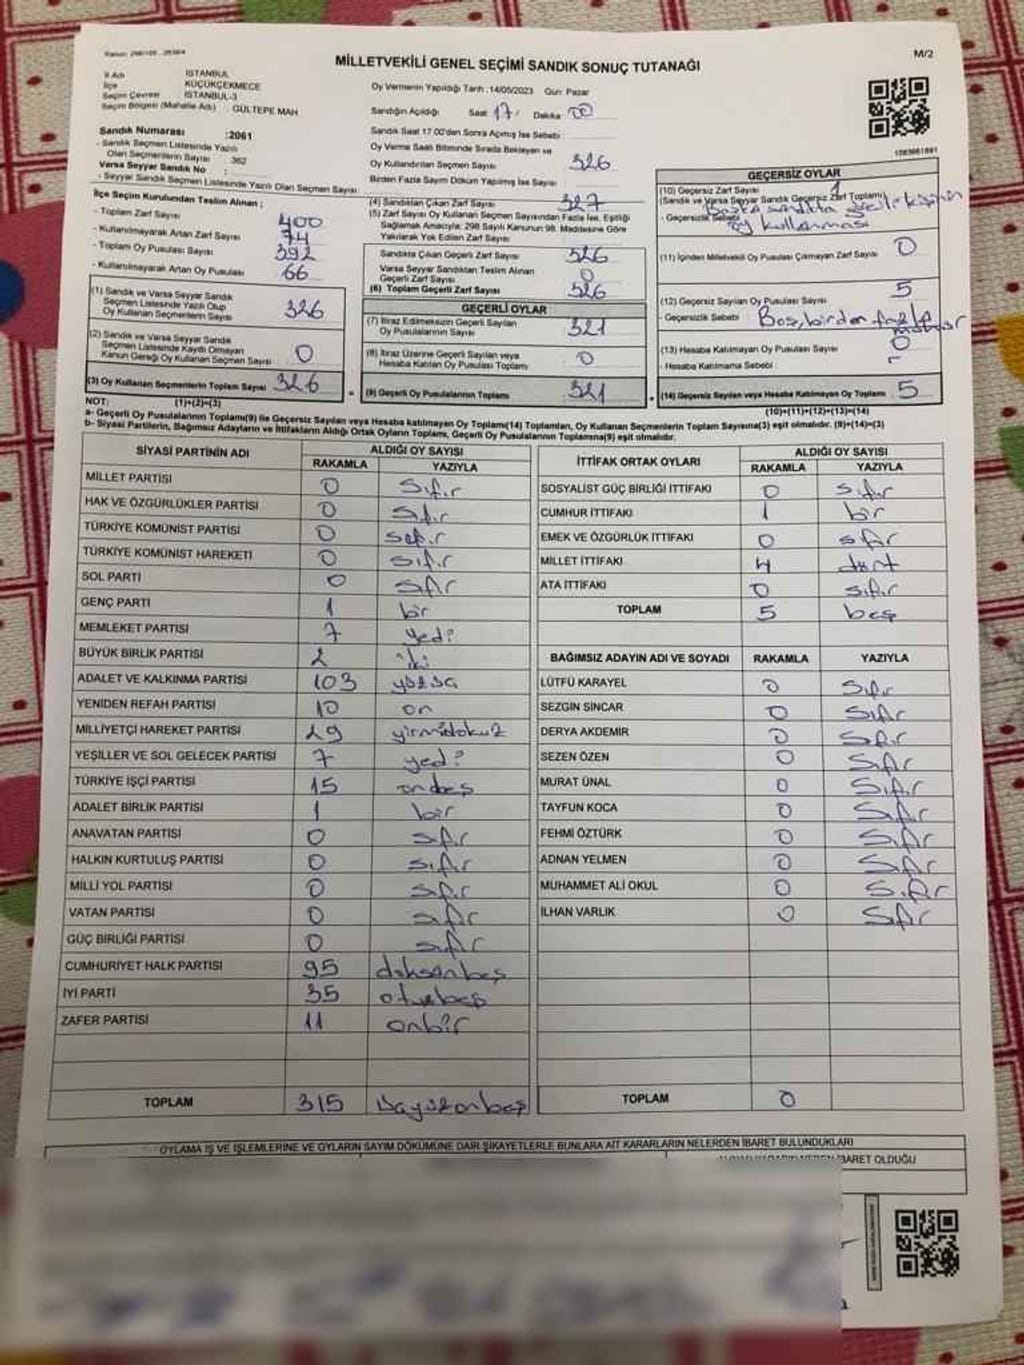 M/2
MİLLETVEKİLİ GENEL SEÇİMİ SANDIK SONUÇ TUTANAĞI
İl Adı İSTANBUL
İlçe KÜÇÜKÇEKMECE
Seçim Çevresi İSTANBUL-3
Seçim Bölgesi (Mahalle Adı) GÜLTEPE MAH
Sandık Numarası :2061
- Sandık Seçmen Listesinde Yazılı
Olan Seçmenlerin Sayısı : 362
Varsa Seyyar Sandık No :
- Seyyar Sandık Seçmen Listesinde Yazılı Olan Seçmen Sayısı :
Oy Vermenin Yapıldığı Tarih :14/05/2023 Gün: Pazar
Sandığın Açıldığı Saat 17 Dakika 00
Sandık Saat 17.00'den Sonra Açılmış İse Sebebi
Oy Verme Saati Bitiminde Sırada Bekleyen ve
Oy Kullandırılan Seçmen Sayısı 326
Birden Fazla Sayım Döküm Yapılmış İse Sayısı
İlçe Seçim Kurulundan Teslim Alınan ;
- Toplam Zarf Sayısı 400
- Kullanılmayarak Artan Zarf Sayısı 74
- Toplam Oy Pusulası Sayısı 392
- Kullanılmayarak Artan Oy Pusulası 66
(1) Sandık ve Varsa Seyyar Sandık
Seçmen Listesinde Yazılı Olup
Oy Kullanan Seçmenlerin Sayısı 326
(2) Sandık ve Varsa Seyyar Sandık
Seçmen Listesinde Kayıtlı Olmayan
Kanun Gereği Oy Kullanan Seçmen Sayısı 0
(3) Oy Kullanan Seçmenlerin Toplam Sayısı 326
(4) Sandıktan Çıkan Zarf Sayısı 327
(5) Zarf Sayısı Oy Kullanan Seçmen Sayısından Fazla İse, Eşitliği
Sağlamak Amacıyla; 298 Sayılı Kanunun 98. Maddesine Göre
Yakılarak Yok Edilen Zarf Sayısı
Sandıkta Çıkan Geçerli Zarf Sayısı 326
Varsa Seyyar Sandıktan Teslim Alınan
Geçerli Zarf Sayısı 0
(6) Toplam Geçerli Zarf Sayısı 326
GEÇERLİ OYLAR
(7) İtiraz Edilmeksizin Geçerli Sayılan
Oy Pusulalarının Sayısı 321
(8) İtiraz Üzerine Geçerli Sayılan veya
Hesaba Katılan Oy Pusulası Toplamı 0
(9) Geçerli Oy Pusulalarının Toplamı 321
GEÇERSİZ OYLAR
(10) Geçersiz Zarf Sayısı 1
(Sandık ve Varsa Seyyar Sandık Geçersiz Zarf Toplamı)
- Geçersizlik Sebebi Başka sandıkta kişinin
oy kullanması
(11) İçinden Milletvekili Oy Pusulası Çıkmayan Zarf Sayısı 0
(12) Geçersiz Sayılan Oy Pusulası Sayısı 5
- Geçersizlik Sebebi : Boş, birden fazla
mühür
(13) Hesaba Katılmayan Oy Pusulası Sayısı 0
- Hesaba Katılmama Sebebi :
(14) Geçersiz Sayılan veya Hesaba Katılmayan Oy Toplamı 5
NOT: (1)+(2)=(3) (10)+(11)+(12)+(13)=(14)
a- Geçerli Oy Pusulalarının Toplamı(9) ile Geçersiz Sayılan veya Hesaba katılmayan Oy Toplamı(14) Toplamları, Oy Kullanan Seçmenlerin Toplam Sayısına(3) eşit olmalıdır. (9)+(14)=(3)
b- Siyasi Partilerin, Bağımsız Adayların ve İttifakların Aldığı Ortak Oyların Toplamı, Geçerli Oy Pusulalarının Toplamına(9) eşit olmalıdır.
SİYASİ PARTİNİN ADI ALDIĞI OY SAYISI
RAKAMLA YAZIYLA
MİLLET PARTİSİ 0 Sıfır
HAK VE ÖZGÜRLÜKLER PARTİSİ 0 Sıfır
TÜRKİYE KOMÜNİST PARTİSİ 0 sıfır
TÜRKİYE KOMÜNİST HAREKETİ 0 sıfır
SOL PARTİ 0 sıfır
GENÇ PARTİ 1 bir
MEMLEKET PARTİSİ 7 yedi
BÜYÜK BİRLİK PARTİSİ 2 iki
ADALET VE KALKINMA PARTİSİ 103 yüzüç
YENİDEN REFAH PARTİSİ 10 on
MİLLİYETÇİ HAREKET PARTİSİ 29 yirmidokuz
YEŞİLLER VE SOL GELECEK PARTİSİ 7 yedi
TÜRKİYE İŞÇİ PARTİSİ 15 onbeş
ADALET BİRLİK PARTİSİ 1 bir
ANAVATAN PARTİSİ 0 sıfır
HALKIN KURTULUŞ PARTİSİ 0 sıfır
MİLLİ YOL PARTİSİ 0 sıfır
VATAN PARTİSİ 0 sıfır
GÜÇ BİRLİĞİ PARTİSİ 0 sıfır
CUMHURİYET HALK PARTİSİ 95 doksanbeş
İYİ PARTİ 35 otuzbeş
ZAFER PARTİSİ 11 onbir
TOPLAM 315 üçyüzonbeş
İTTİFAK ORTAK OYLARI ALDIĞI OY SAYISI
RAKAMLA YAZIYLA
SOSYALİST GÜÇ BİRLİĞİ İTTİFAKI 0 sıfır
CUMHUR İTTİFAKI 1 bir
EMEK VE ÖZGÜRLÜK İTTİFAKI 0 sıfır
MİLLET İTTİFAKI 4 dört
ATA İTTİFAKI 0 sıfır
TOPLAM 5 beş
BAĞIMSIZ ADAYIN ADI VE SOYADI RAKAMLA YAZIYLA
LÜTFÜ KARAYEL 0 Sıfır
SEZGİN SİNCAR 0 Sıfır
DERYA AKDEMİR 0 Sıfır
SEZEN ÖZEN 0 Sıfır
MURAT ÜNAL 0 Sıfır
TAYFUN KOCA 0 Sıfır
FEHMİ ÖZTÜRK 0 Sıfır
ADNAN YELMEN 0 Sıfır
MUHAMMET ALİ OKUL 0 Sıfır
İLHAN VARLIK 0 Sıfır
TOPLAM 0
OYLAMA İŞ VE İŞLEMLERİNE VE OYLARIN SAYIM DÖKÜMÜNE DAİR ŞİKAYETLERLE BUNLARA AİT KARARLARIN NELERDEN İBARET BULUNDUKLARI
İBARET OLDUĞU